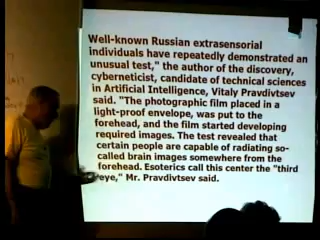 Well-known Russian extrasensorial
individuals have repeatedly demonstrated an
unusual test," the author of the discovery,
cyberneticist, candidate of technical sciences
in Artificial Intelligence, Vitaly Pravdivtsev
said. "The photographic film placed in a
light-proof envelope, was put to the
forehead, and the film started developing
required images. The test revealed that
certain people are capable of radiating so-
called brain images somewhere from the
forehead. Esoterics call this center the "third
eye," Mr. Pravdivtsev said.